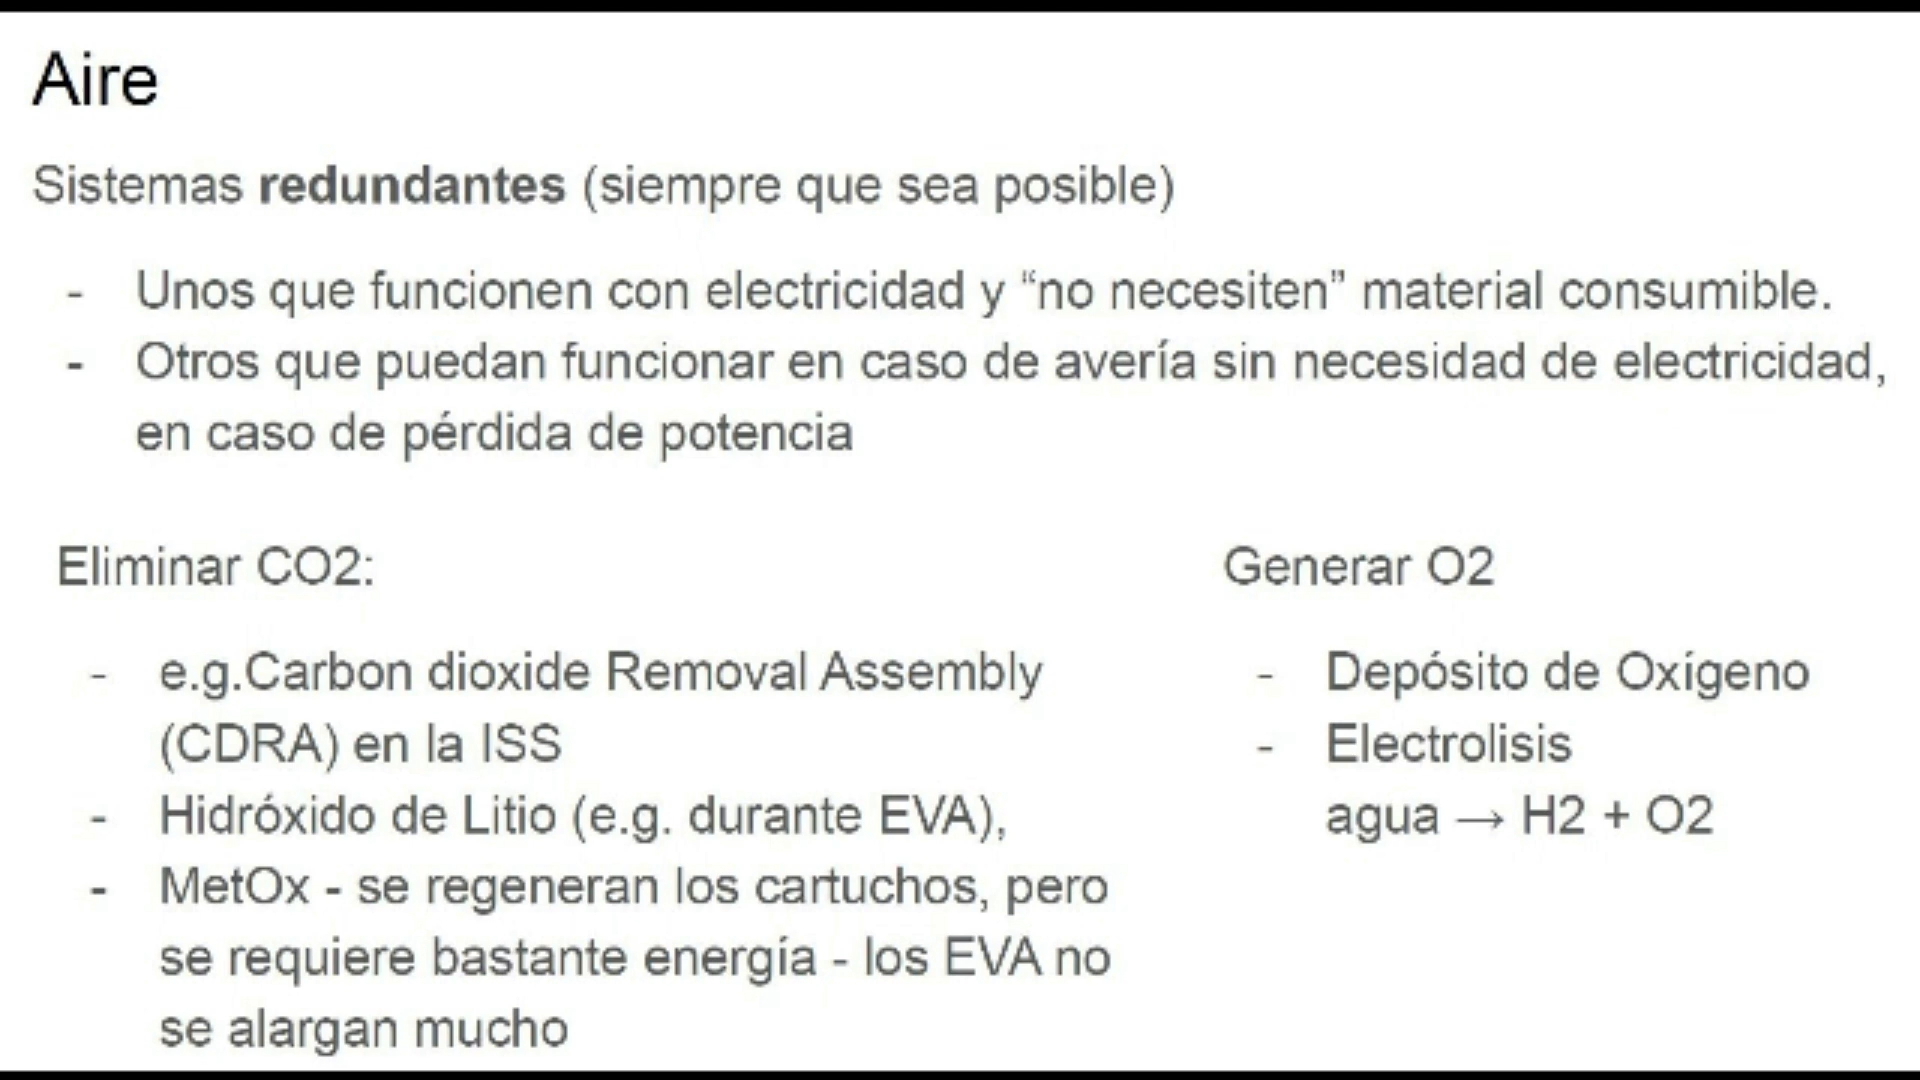 Aire
Sistemas redundantes (siempre que sea posible)
- Unos que funcionen con electricidad y “no necesiten” material consumible.
- Otros que puedan funcionar en caso de avería sin necesidad de electricidad,
en caso de pérdida de potencia
Eliminar CO2:
- e.g.Carbon dioxide Removal Assembly
(CDRA) en la ISS
- Hidróxido de Litio (e.g. durante EVA),
- MetOx - se regeneran los cartuchos, pero
se requiere bastante energía - los EVA no
se alargan mucho
Generar O2
- Depósito de Oxígeno
- Electrolisis
agua → H2 + O2